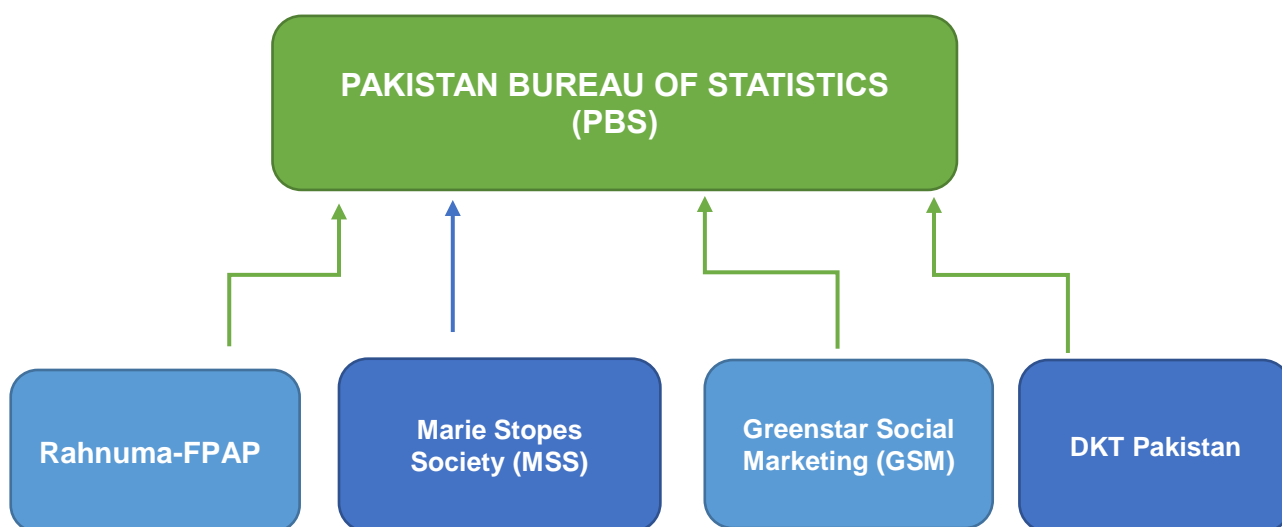 PAKISTAN BUREAU OF STATISTICS
(PBS)
Rahnuma-FPAP
Marie Stopes
Society (MSS)
Greenstar Social
Marketing (GSM)
DKT Pakistan